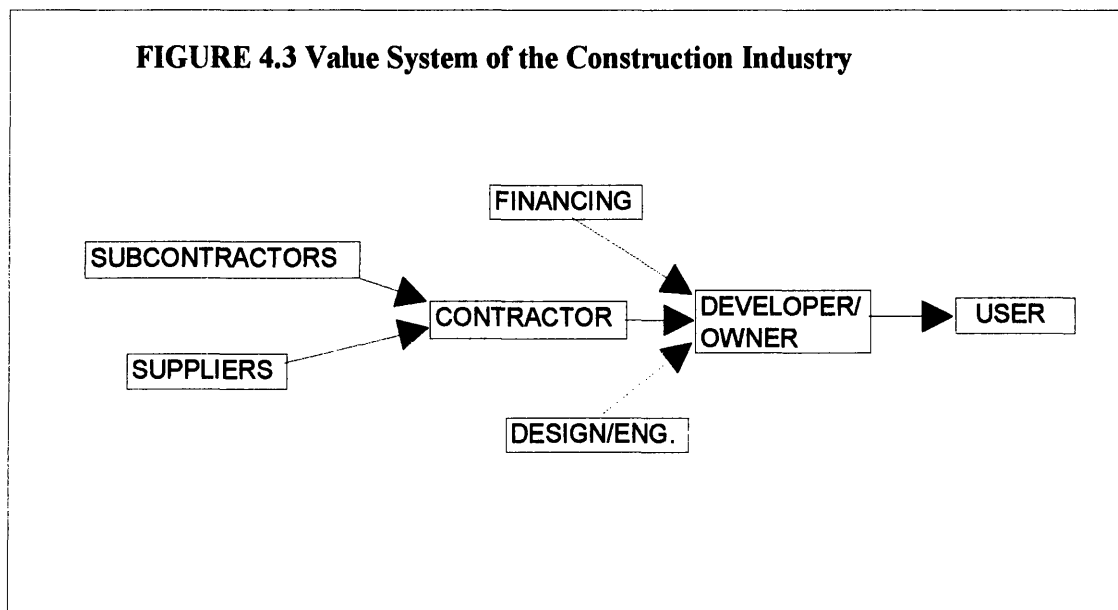 FIGURE 4.3 Value System of the Construction Industry
FINANCING
SUBCONTRACTORS
CONTRACTOR
DEVELOPER/
OWNER
USER
SUPPLIERS
DESIGN/ENG.